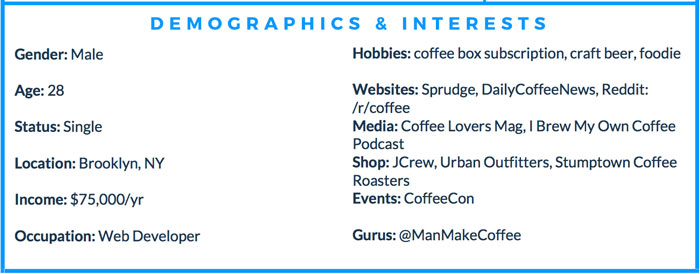 DEMOGRAPHICS & INTERESTS
Gender: Male
Age: 28
Status: Single
Location: Brooklyn, NY
Income: $75,000/yr
Occupation: Web Developer
Hobbies: coffee box subscription, craft beer, foodie
Websites: Sprudge, DailyCoffeeNews, Reddit:
/r/coffee
Media: Coffee Lovers Mag, I Brew My Own Coffee
Podcast
Shop: JCrew, Urban Outfitters, Stumptown Coffee
Roasters
Events: CoffeeCon
Gurus: @ManMakeCoffee